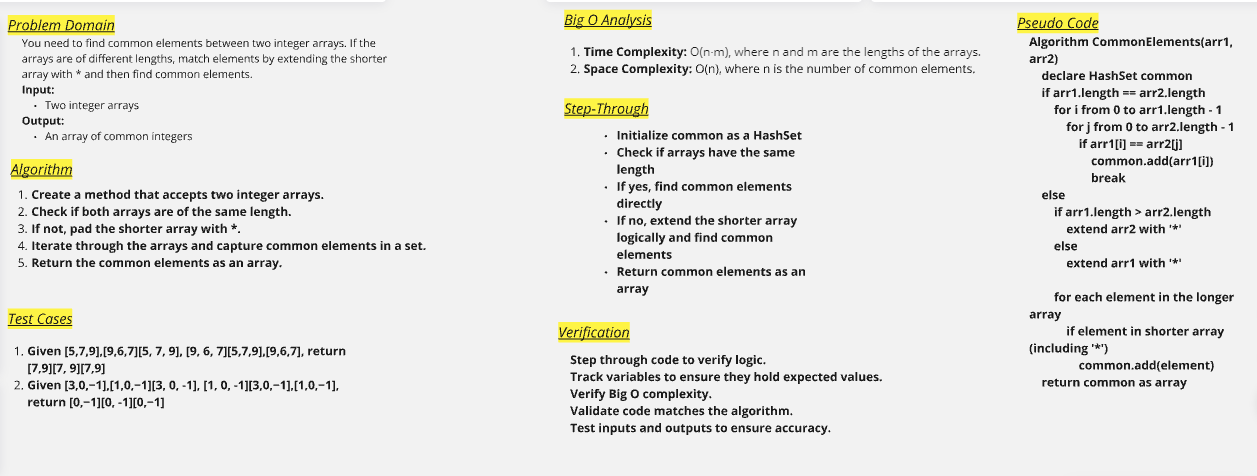 Problem Domain
You need to find common elements between two integer arrays. If the
arrays are of different lengths, match elements by extending the shorter
array with * and then find common elements.
Input:
• Two integer arrays
Output:
• An array of common integers
Algorithm
1. Create a method that accepts two integer arrays.
2. Check if both arrays are of the same length.
3. If not, pad the shorter array with *.
4. Iterate through the arrays and capture common elements in a set.
5. Return the common elements as an array.
Test Cases
1. Given [5,7,9],[9,6,7][5, 7, 9], [9, 6, 7][5,7,9],[9,6,7], return
[7,9][7, 9][7,9]
2. Given [3,0,−1],[1,0,−1][3, 0, -1], [1, 0, -1][3,0,−1],[1,0,−1],
return [0,−1][0, -1][0,−1]
Big O Analysis
1. Time Complexity: O(n·m), where n and m are the lengths of the arrays.
2. Space Complexity: O(n), where n is the number of common elements.
Step-Through
• Initialize common as a HashSet
• Check if arrays have the same
length
• If yes, find common elements
directly
• If no, extend the shorter array
logically and find common
elements
• Return common elements as an
array
Verification
Step through code to verify logic.
Track variables to ensure they hold expected values.
Verify Big O complexity.
Validate code matches the algorithm.
Test inputs and outputs to ensure accuracy.
Pseudo Code
Algorithm CommonElements(arr1,
arr2)
declare HashSet common
if arr1.length == arr2.length
for i from 0 to arr1.length - 1
for j from 0 to arr2.length - 1
if arr1[i] == arr2[j]
common.add(arr1[i])
break
else
if arr1.length > arr2.length
extend arr2 with '*'
else
extend arr1 with '*'
for each element in the longer
array
if element in shorter array
(including '*')
common.add(element)
return common as array